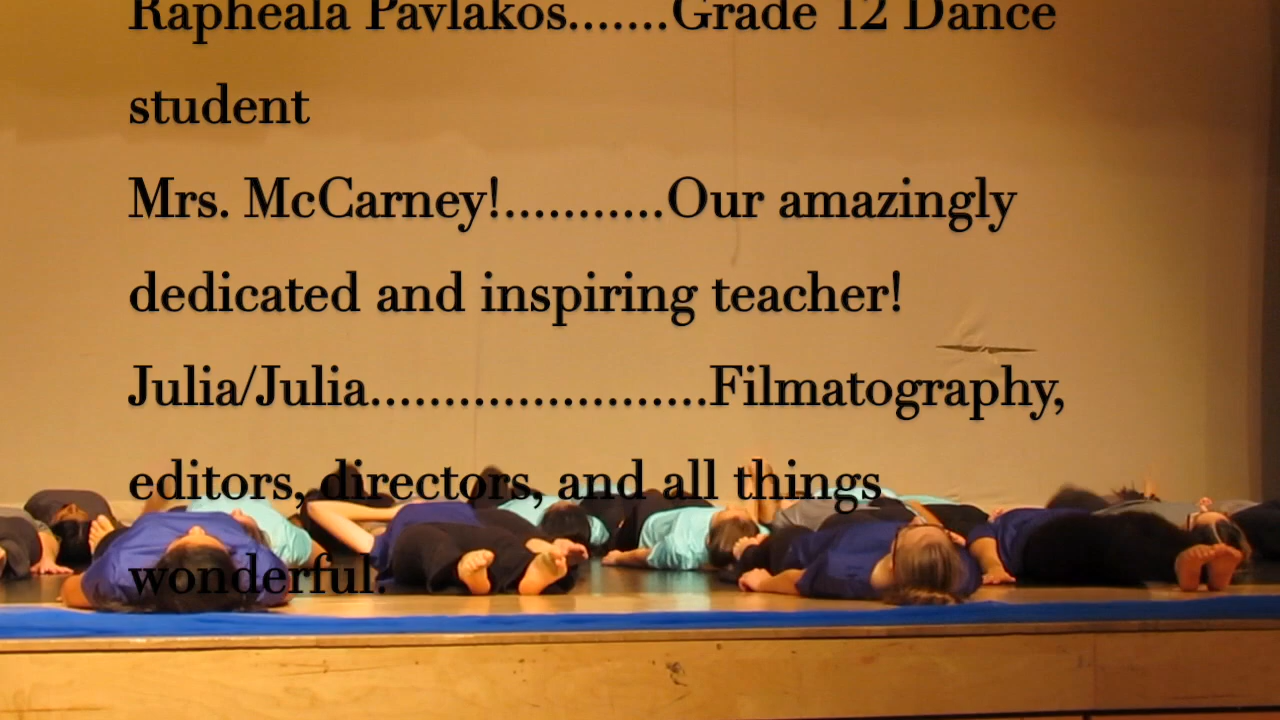 Rapheala Pavlakos.......Grade 12 Dance
student
Mrs. McCarney!...........Our amazingly
dedicated and inspiring teacher!
Julia/Julia.......................Filmatography,
editors, directors, and all things
wonderful.